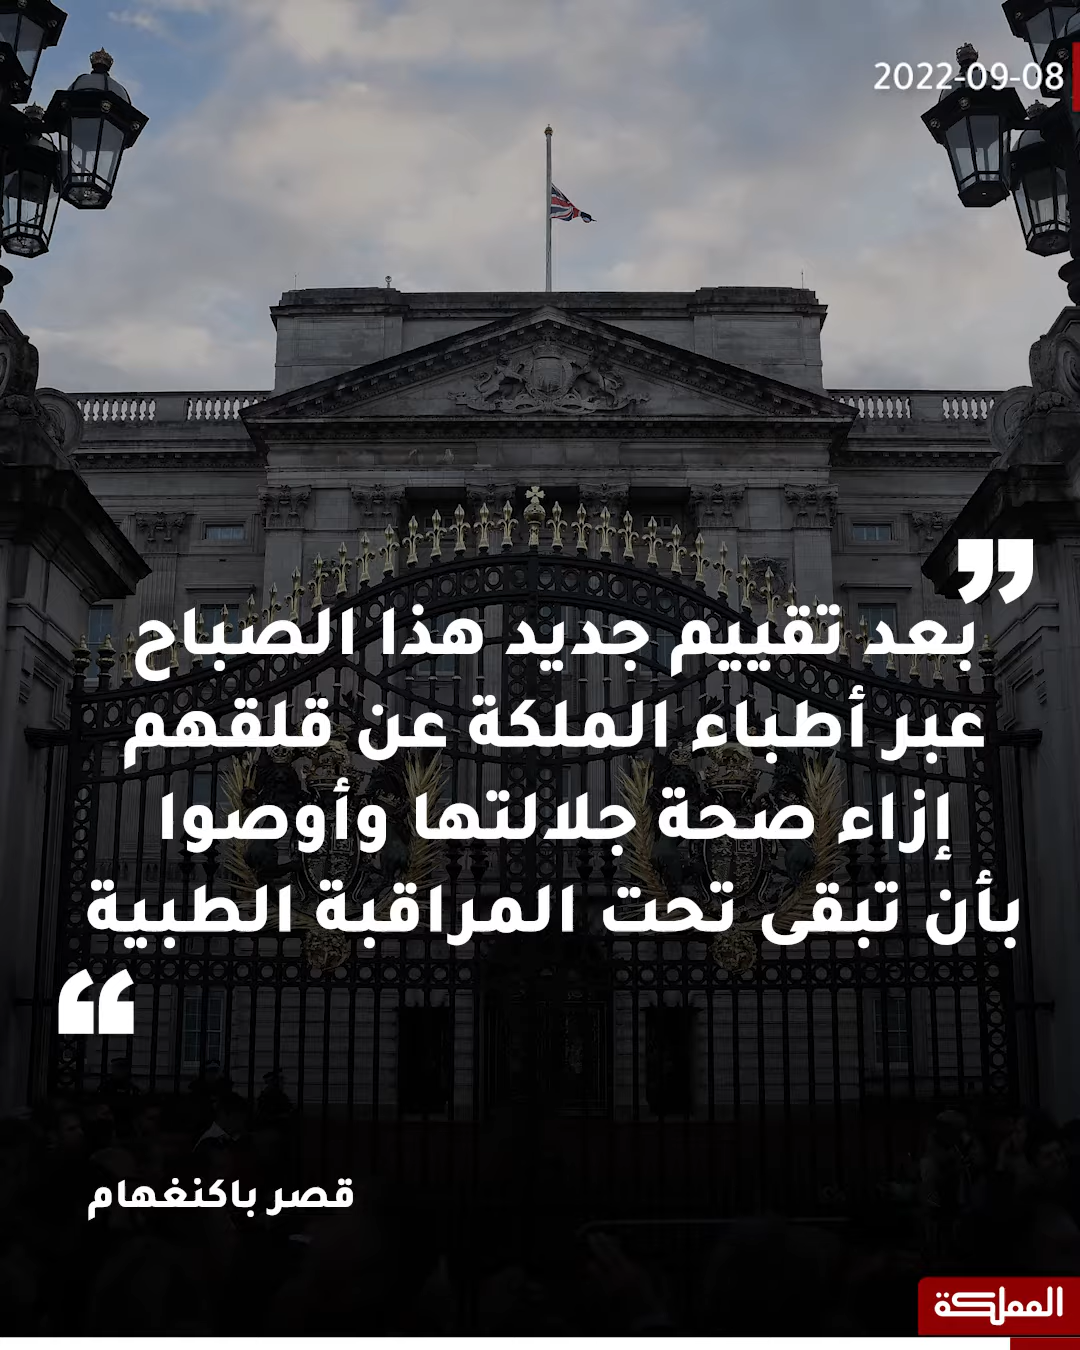 2022-09-08
”
بعد تقييم جديد هذا الصباح
عبر أطباء الملكة عن قلقهم
إزاء صحة جلالتها وأوصوا
بأن تبقى تحت المراقبة الطبية
“
قصر باكنغهام
المملكة